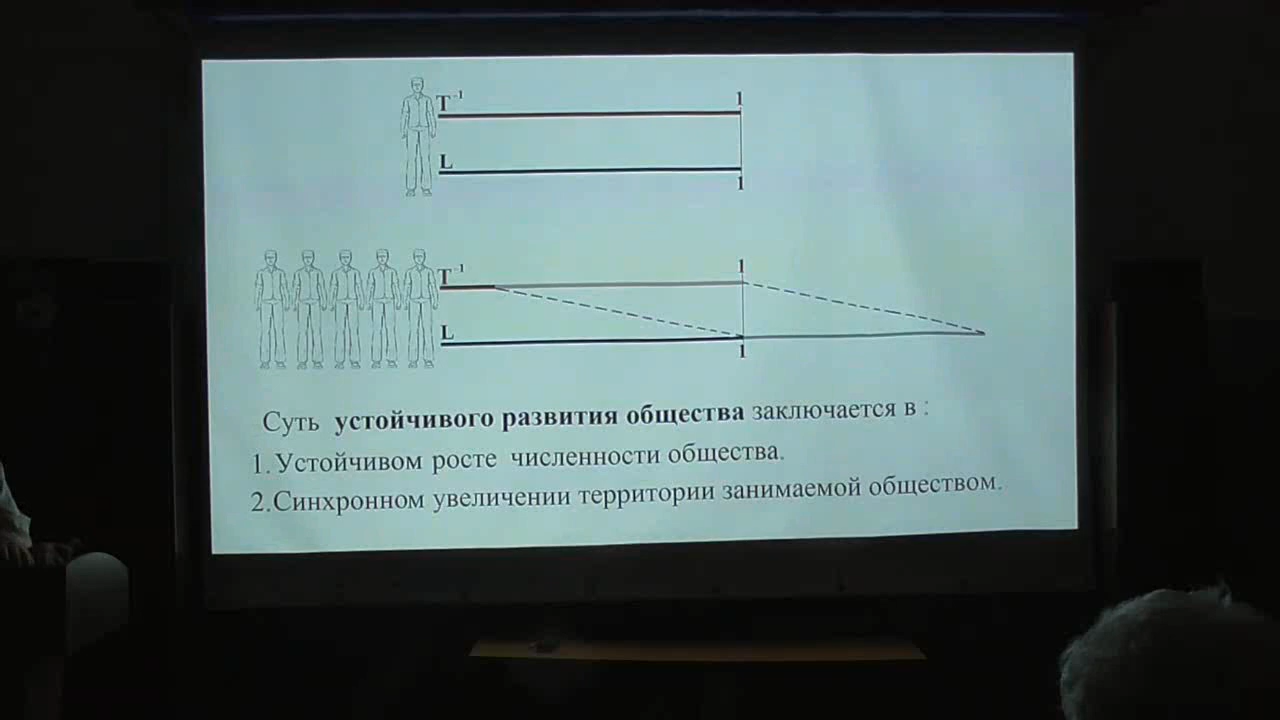 T⁻¹ 1
L
1
T⁻¹ 1
L
1
Суть устойчивого развития общества заключается в :
1. Устойчивом росте численности общества.
2.Синхронном увеличении территории занимаемой обществом.